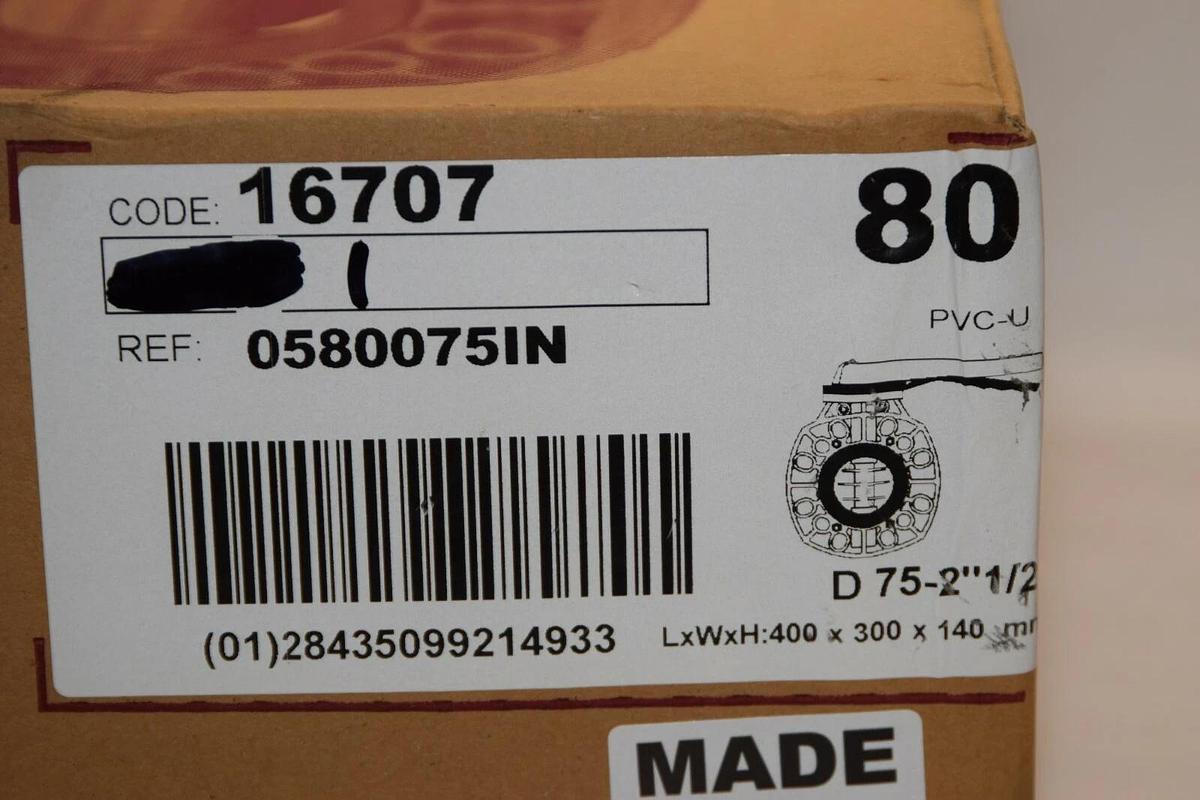 CODE: 16707
80
PVC-U
REF: 0580075IN
D 75-2"1/2
(01)28435099214933
LxWxH:400 x 300 x 140
MADE